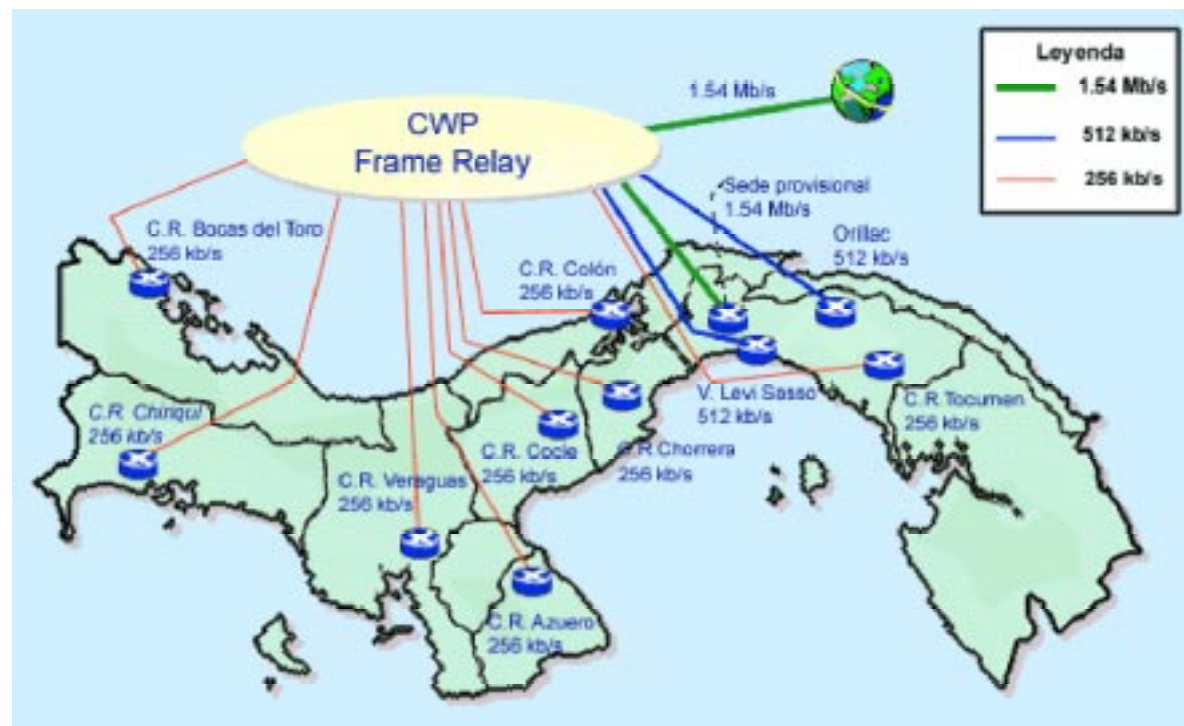 Leyenda
1.54 Mb/s
512 kb/s
256 kb/s
1.54 Mb/s
CWP
Frame Relay
Sede provisional
1.54 Mb/s
Orillac
512 kb/s
C.R. Bocas del Toro
256 kb/s
C.R. Colón
256 kb/s
C.R. Chiriquí
256 kb/s
V. Levi Sasso
512 kb/s
C.R. Tocumen
256 kb/s
C.R. Cocle
256 kb/s
C.R. Chorrera
256 kb/s
C.R. Veraguas
256 kb/s
C.R. Azuero
256 kb/s